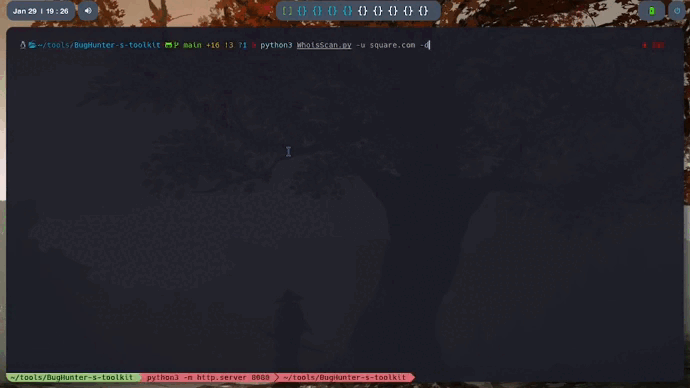 Jan 29 | 19 : 26
[ ] {} {} {} {} {} {} {} {}
~/tools/BugHunter-s-toolkit main +16 !3 ?1 python3 WhoisScan.py -u square.com -d
~/tools/BugHunter-s-toolkit python3 -m http.server 8080 ~/tools/BugHunter-s-toolkit